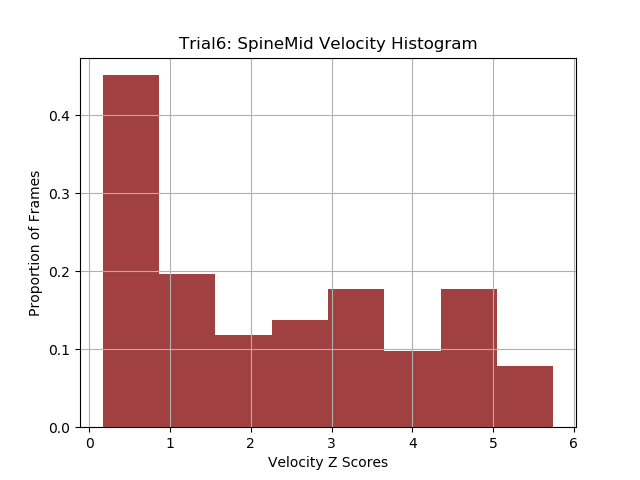 Trial6: SpineMid Velocity Histogram
Proportion of Frames
0.4
0.3
0.2
0.1
0.0
0 1 2 3 4 5 6
Velocity Z Scores